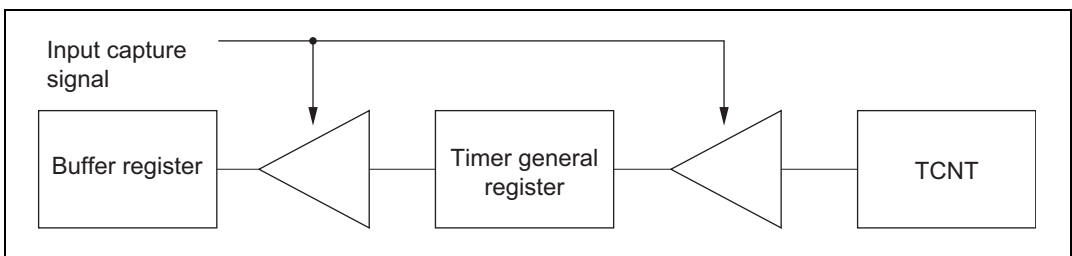 Input capture
signal
Buffer register
Timer general
register
TCNT